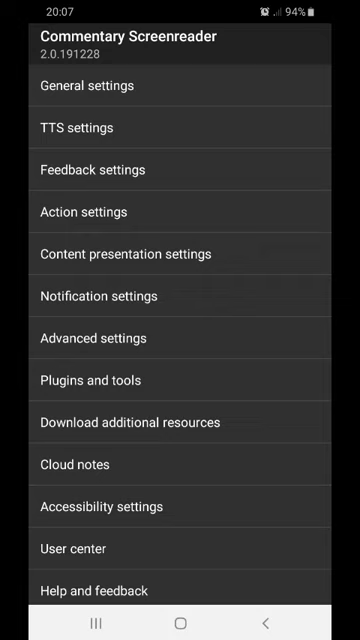 20:07
94%
Commentary Screenreader
2.0.191228
General settings
TTS settings
Feedback settings
Action settings
Content presentation settings
Notification settings
Advanced settings
Plugins and tools
Download additional resources
Cloud notes
Accessibility settings
User center
Help and feedback